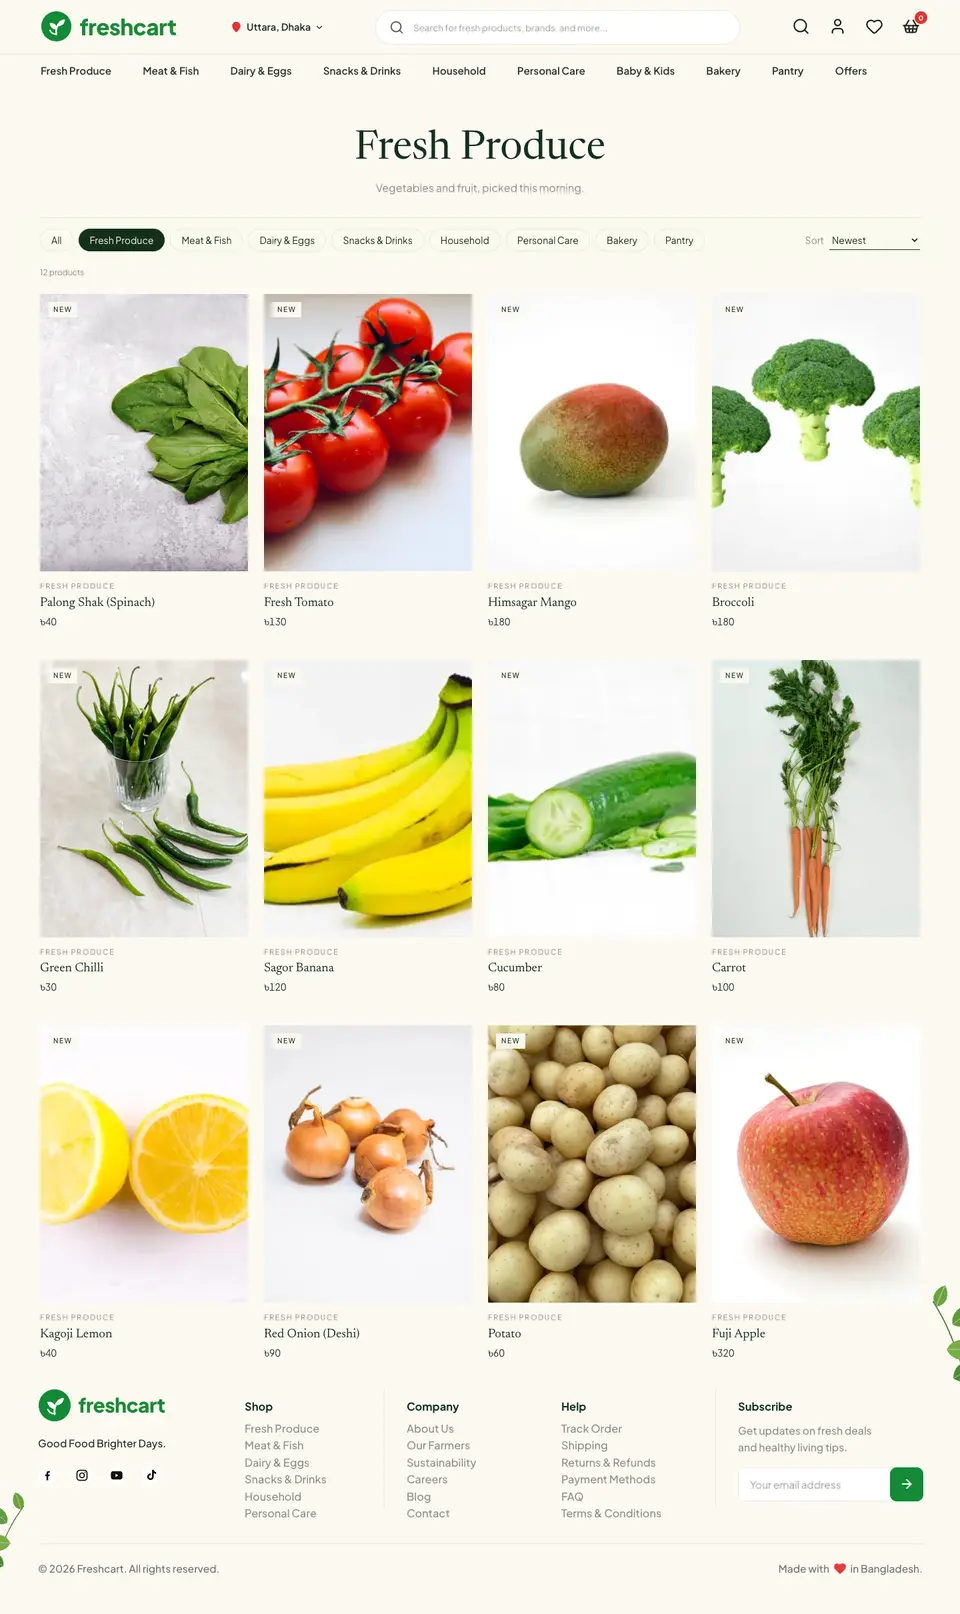 freshcart
Uttara, Dhaka
Search for fresh products, brands, and more...
0
Fresh Produce Meat & Fish Dairy & Eggs Snacks & Drinks Household Personal Care Baby & Kids Bakery Pantry Offers
Fresh Produce
Vegetables and fruit, picked this morning.
All Fresh Produce Meat & Fish Dairy & Eggs Snacks & Drinks Household Personal Care Bakery Pantry Sort Newest
12 products
NEW NEW NEW NEW
FRESH PRODUCE FRESH PRODUCE FRESH PRODUCE FRESH PRODUCE
Palong Shak (Spinach) Fresh Tomato Himsagar Mango Broccoli
৳40 ৳130 ৳180 ৳180
NEW NEW NEW NEW
FRESH PRODUCE FRESH PRODUCE FRESH PRODUCE FRESH PRODUCE
Green Chilli Sagor Banana Cucumber Carrot
৳30 ৳120 ৳80 ৳100
NEW NEW NEW NEW
FRESH PRODUCE FRESH PRODUCE FRESH PRODUCE FRESH PRODUCE
Kagoji Lemon Red Onion (Deshi) Potato Fuji Apple
৳40 ৳90 ৳60 ৳320
freshcart
Good Food Brighter Days.
Shop
Fresh Produce
Meat & Fish
Dairy & Eggs
Snacks & Drinks
Household
Personal Care
Company
About Us
Our Farmers
Sustainability
Careers
Blog
Contact
Help
Track Order
Shipping
Returns & Refunds
Payment Methods
FAQ
Terms & Conditions
Subscribe
Get updates on fresh deals
and healthy living tips.
Your email address
© 2026 Freshcart. All rights reserved.
Made with ❤️ in Bangladesh.